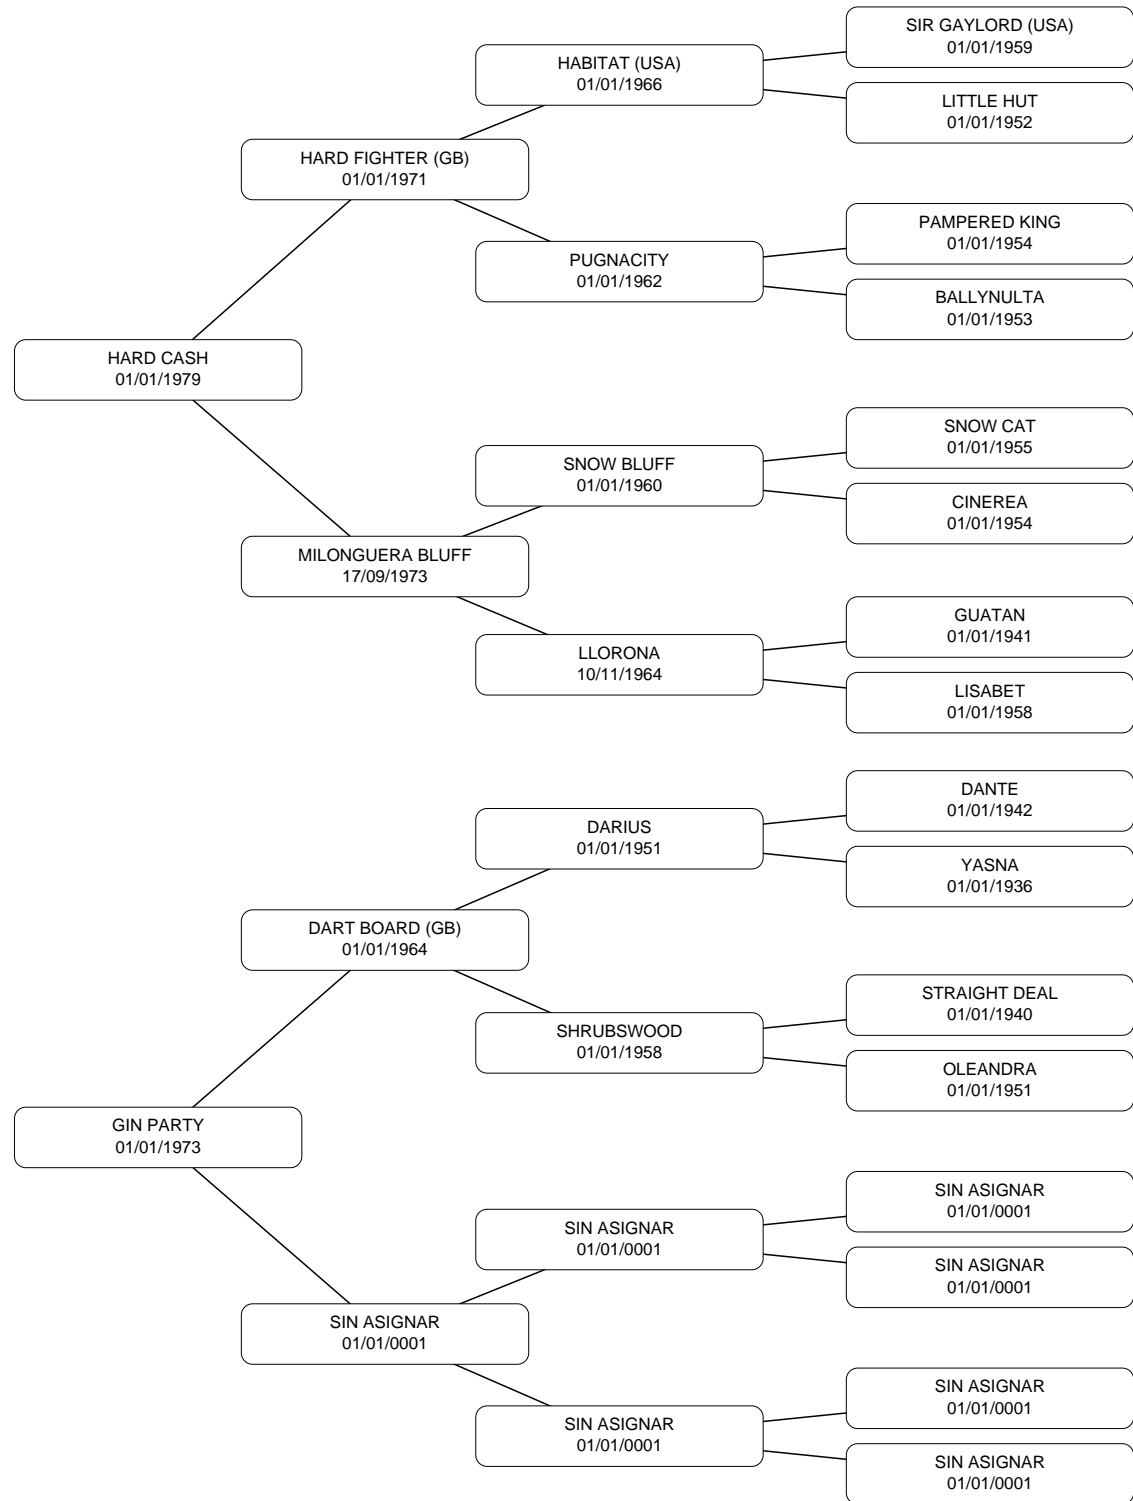 SIR GAYLORD (USA)
01/01/1959
HABITAT (USA)
01/01/1966
LITTLE HUT
01/01/1952
HARD FIGHTER (GB)
01/01/1971
PAMPERED KING
01/01/1954
PUGNACITY
01/01/1962
BALLYNULTA
01/01/1953
HARD CASH
01/01/1979
SNOW CAT
01/01/1955
SNOW BLUFF
01/01/1960
CINEREA
01/01/1954
MILONGUERA BLUFF
17/09/1973
GUATAN
01/01/1941
LLORONA
10/11/1964
LISABET
01/01/1958
DANTE
01/01/1942
DARIUS
01/01/1951
YASNA
01/01/1936
DART BOARD (GB)
01/01/1964
STRAIGHT DEAL
01/01/1940
SHRUBSWOOD
01/01/1958
OLEANDRA
01/01/1951
GIN PARTY
01/01/1973
SIN ASIGNAR
01/01/0001
SIN ASIGNAR
01/01/0001
SIN ASIGNAR
01/01/0001
SIN ASIGNAR
01/01/0001
SIN ASIGNAR
01/01/0001
SIN ASIGNAR
01/01/0001
SIN ASIGNAR
01/01/0001